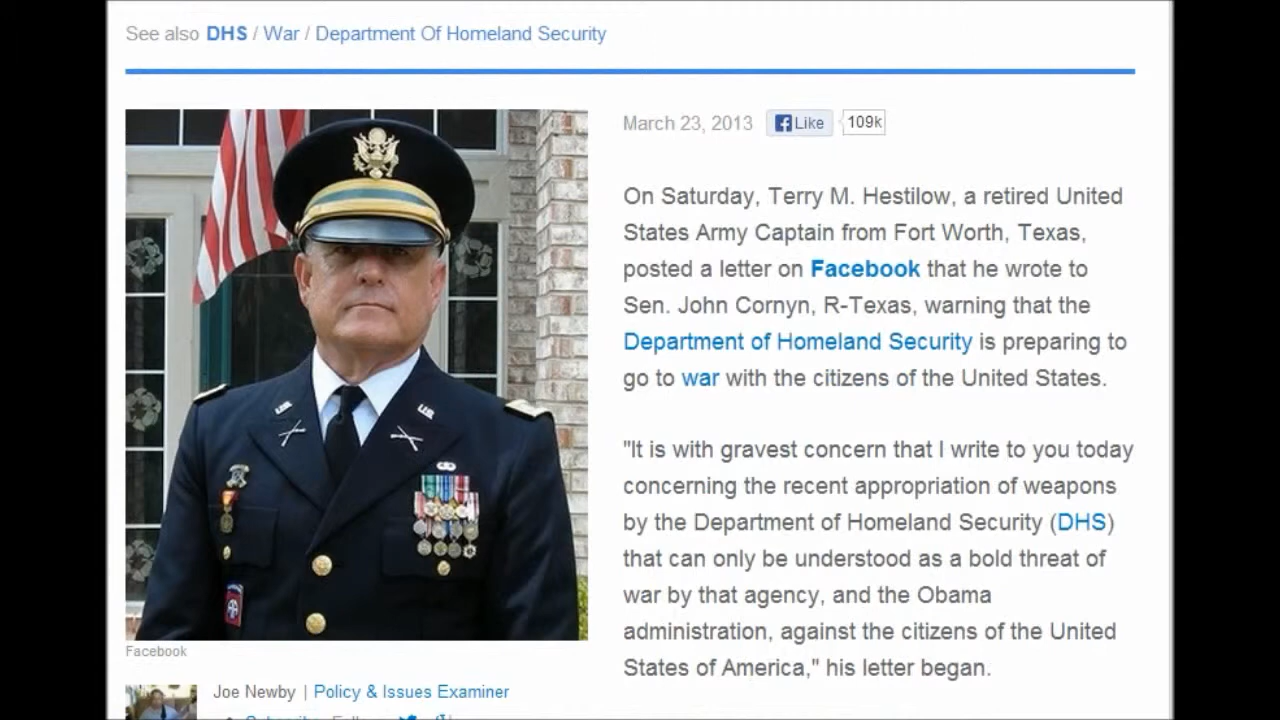 See also DHS / War / Department Of Homeland Security
March 23, 2013 Like 109k
On Saturday, Terry M. Hestilow, a retired United
States Army Captain from Fort Worth, Texas,
posted a letter on Facebook that he wrote to
Sen. John Cornyn, R-Texas, warning that the
Department of Homeland Security is preparing to
go to war with the citizens of the United States.
"It is with gravest concern that I write to you today
concerning the recent appropriation of weapons
by the Department of Homeland Security (DHS)
that can only be understood as a bold threat of
war by that agency, and the Obama
administration, against the citizens of the United
States of America," his letter began.
U.S.
U.S.
Facebook
Joe Newby | Policy & Issues Examiner